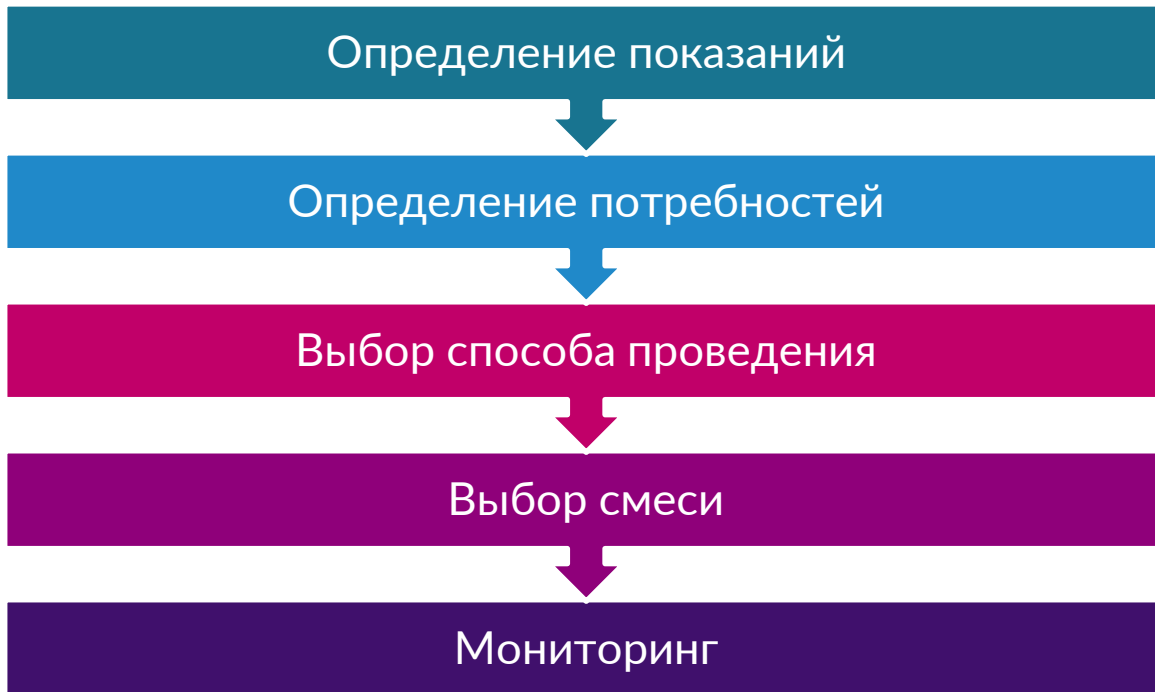 Определение показаний
Определение потребностей
Выбор способа проведения
Выбор смеси
Мониторинг